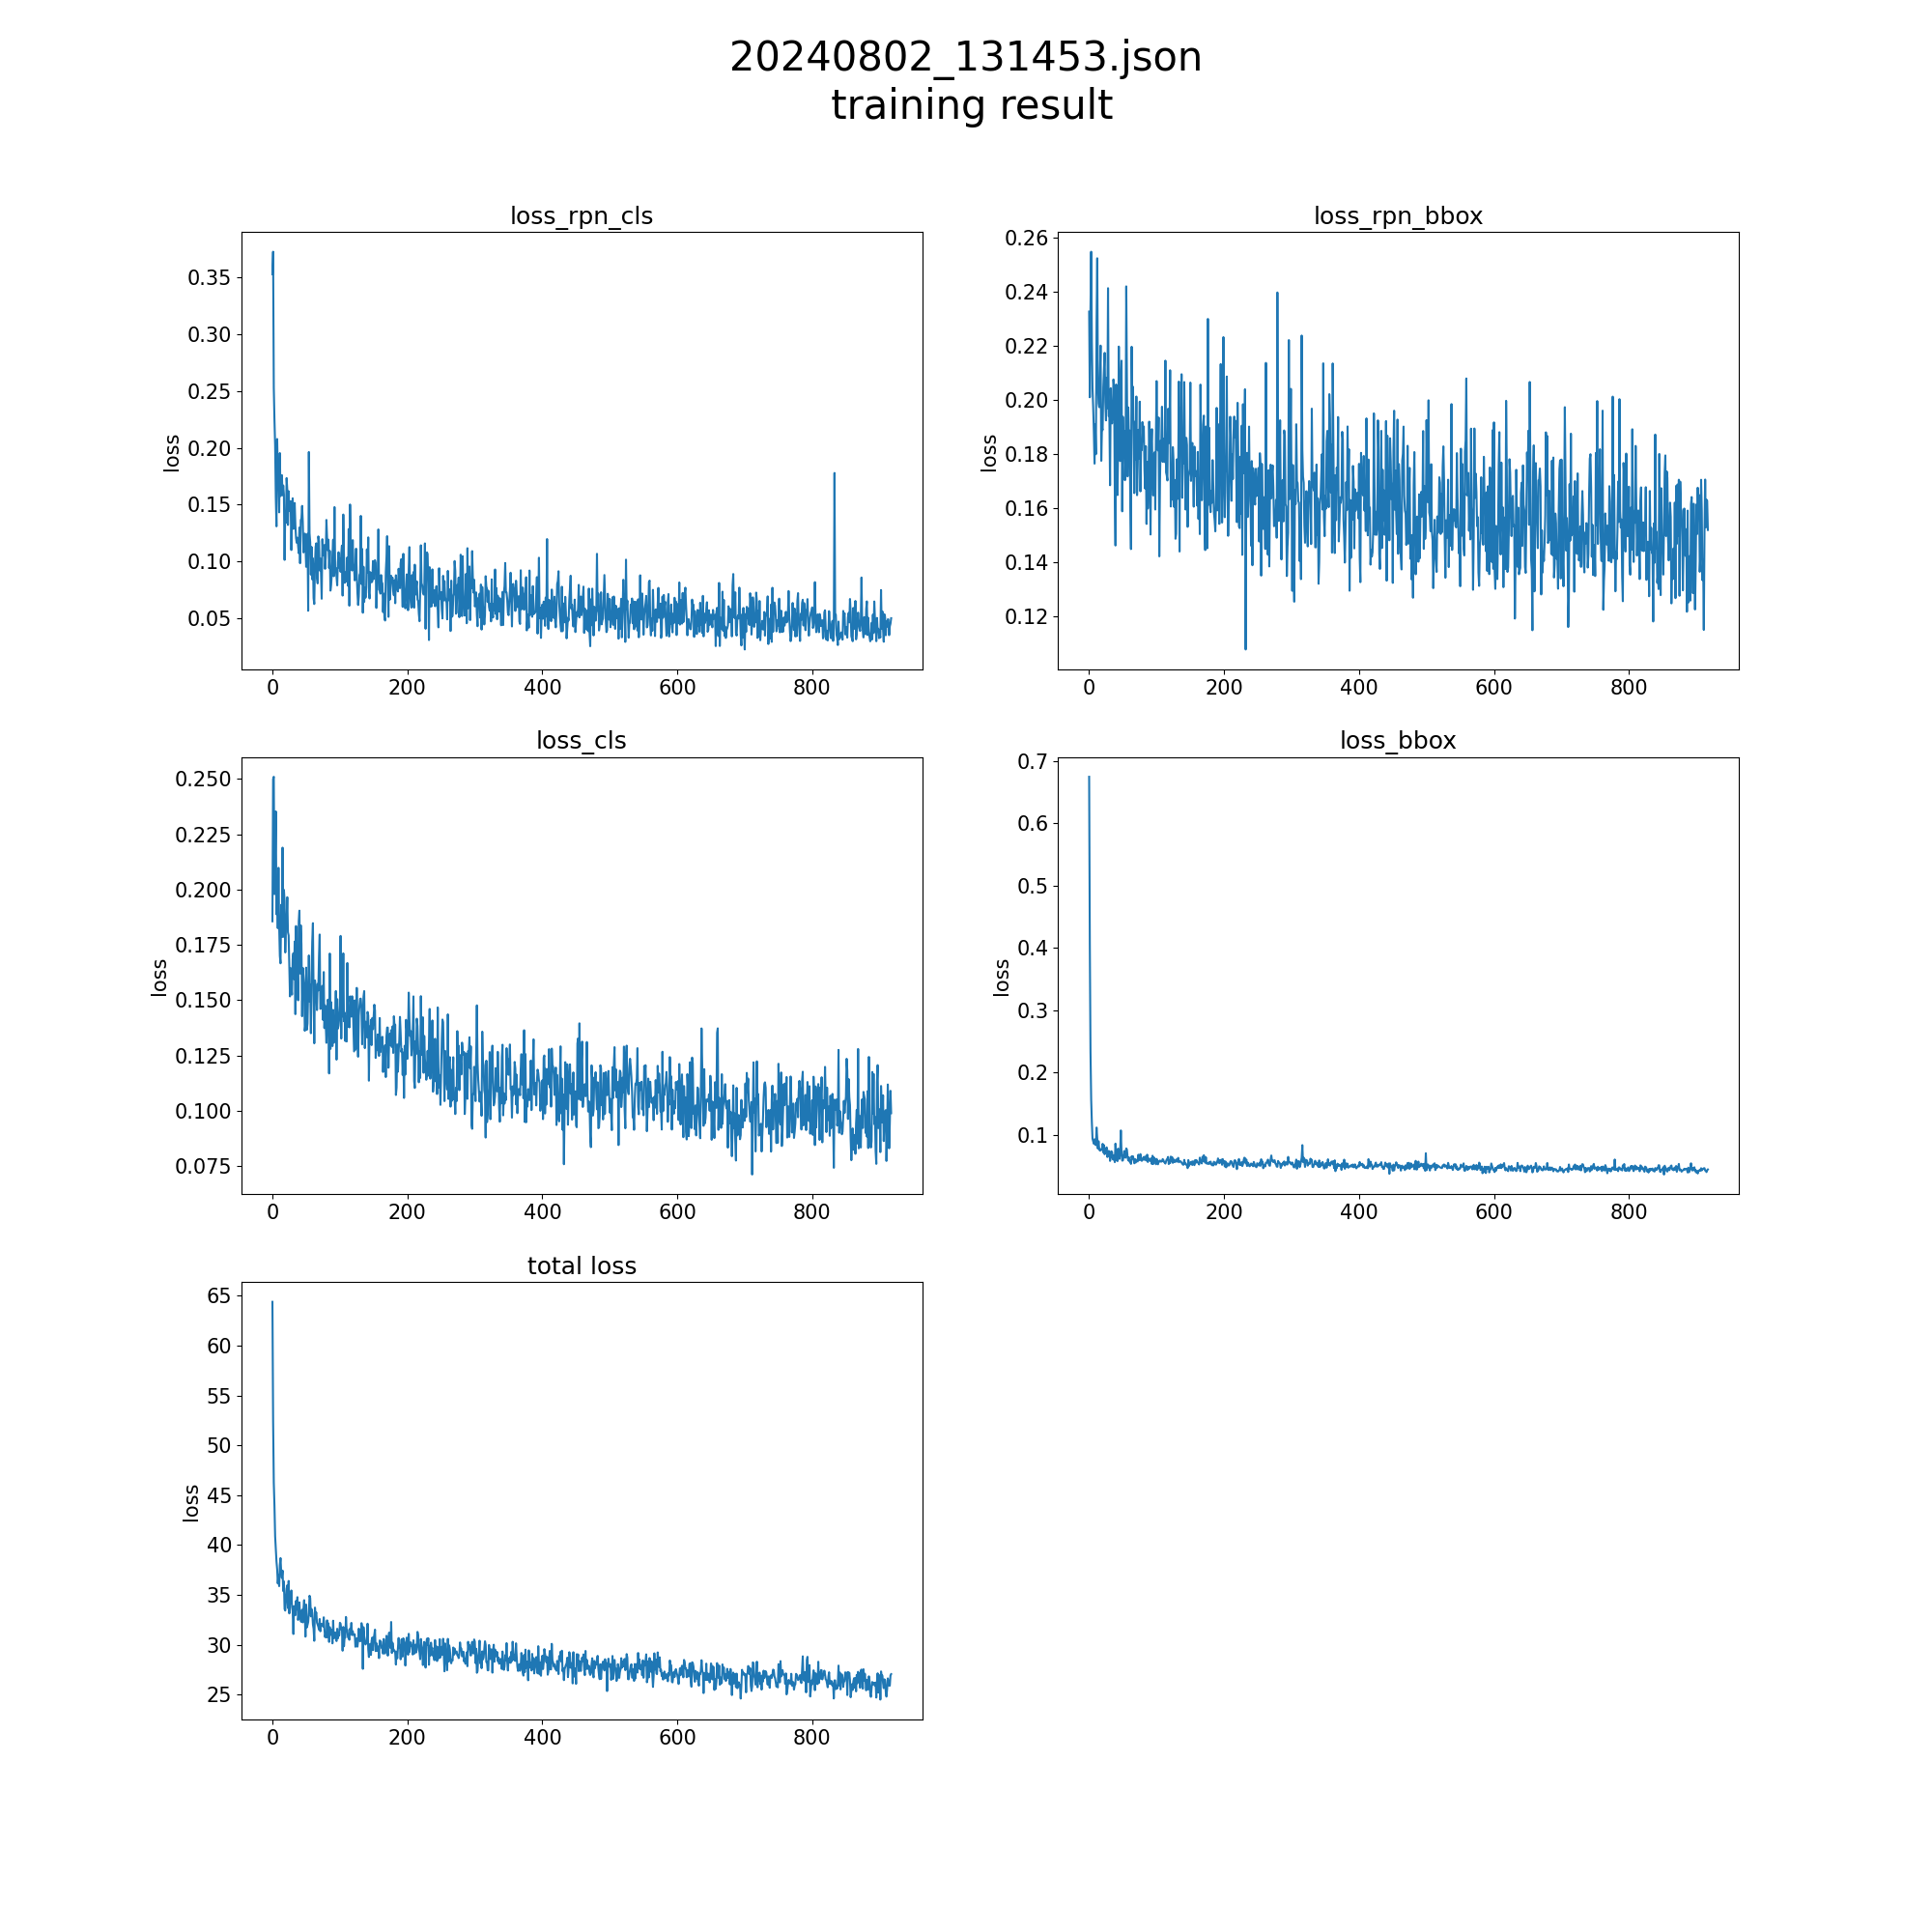 20240802_131453.json
training result
loss_rpn_cls
loss
0.35
0.30
0.25
0.20
0.15
0.10
0.05
0 200 400 600 800
loss_rpn_bbox
loss
0.26
0.24
0.22
0.20
0.18
0.16
0.14
0.12
0 200 400 600 800
loss_cls
loss
0.250
0.225
0.200
0.175
0.150
0.125
0.100
0.075
0 200 400 600 800
loss_bbox
loss
0.7
0.6
0.5
0.4
0.3
0.2
0.1
0 200 400 600 800
total loss
loss
65
60
55
50
45
40
35
30
25
0 200 400 600 800